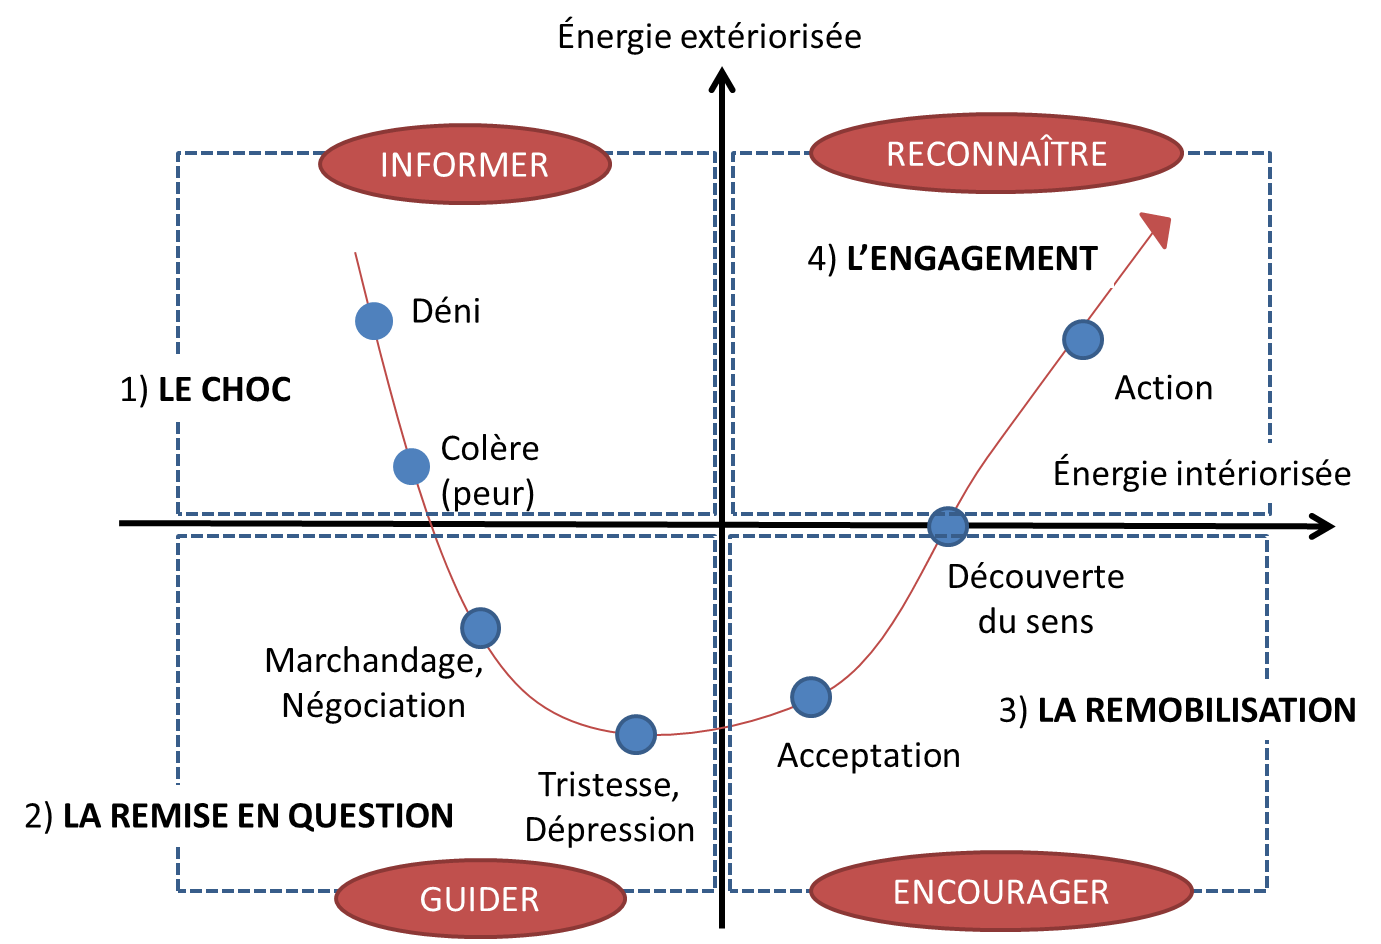 Énergie extériorisée
INFORMER
RECONNAÎTRE
4) L’ENGAGEMENT
Déni
1) LE CHOC
Action
Colère
(peur)
Énergie intériorisée
Découverte
du sens
Marchandage,
Négociation
3) LA REMOBILISATION
Acceptation
Tristesse,
Dépression
2) LA REMISE EN QUESTION
GUIDER
ENCOURAGER